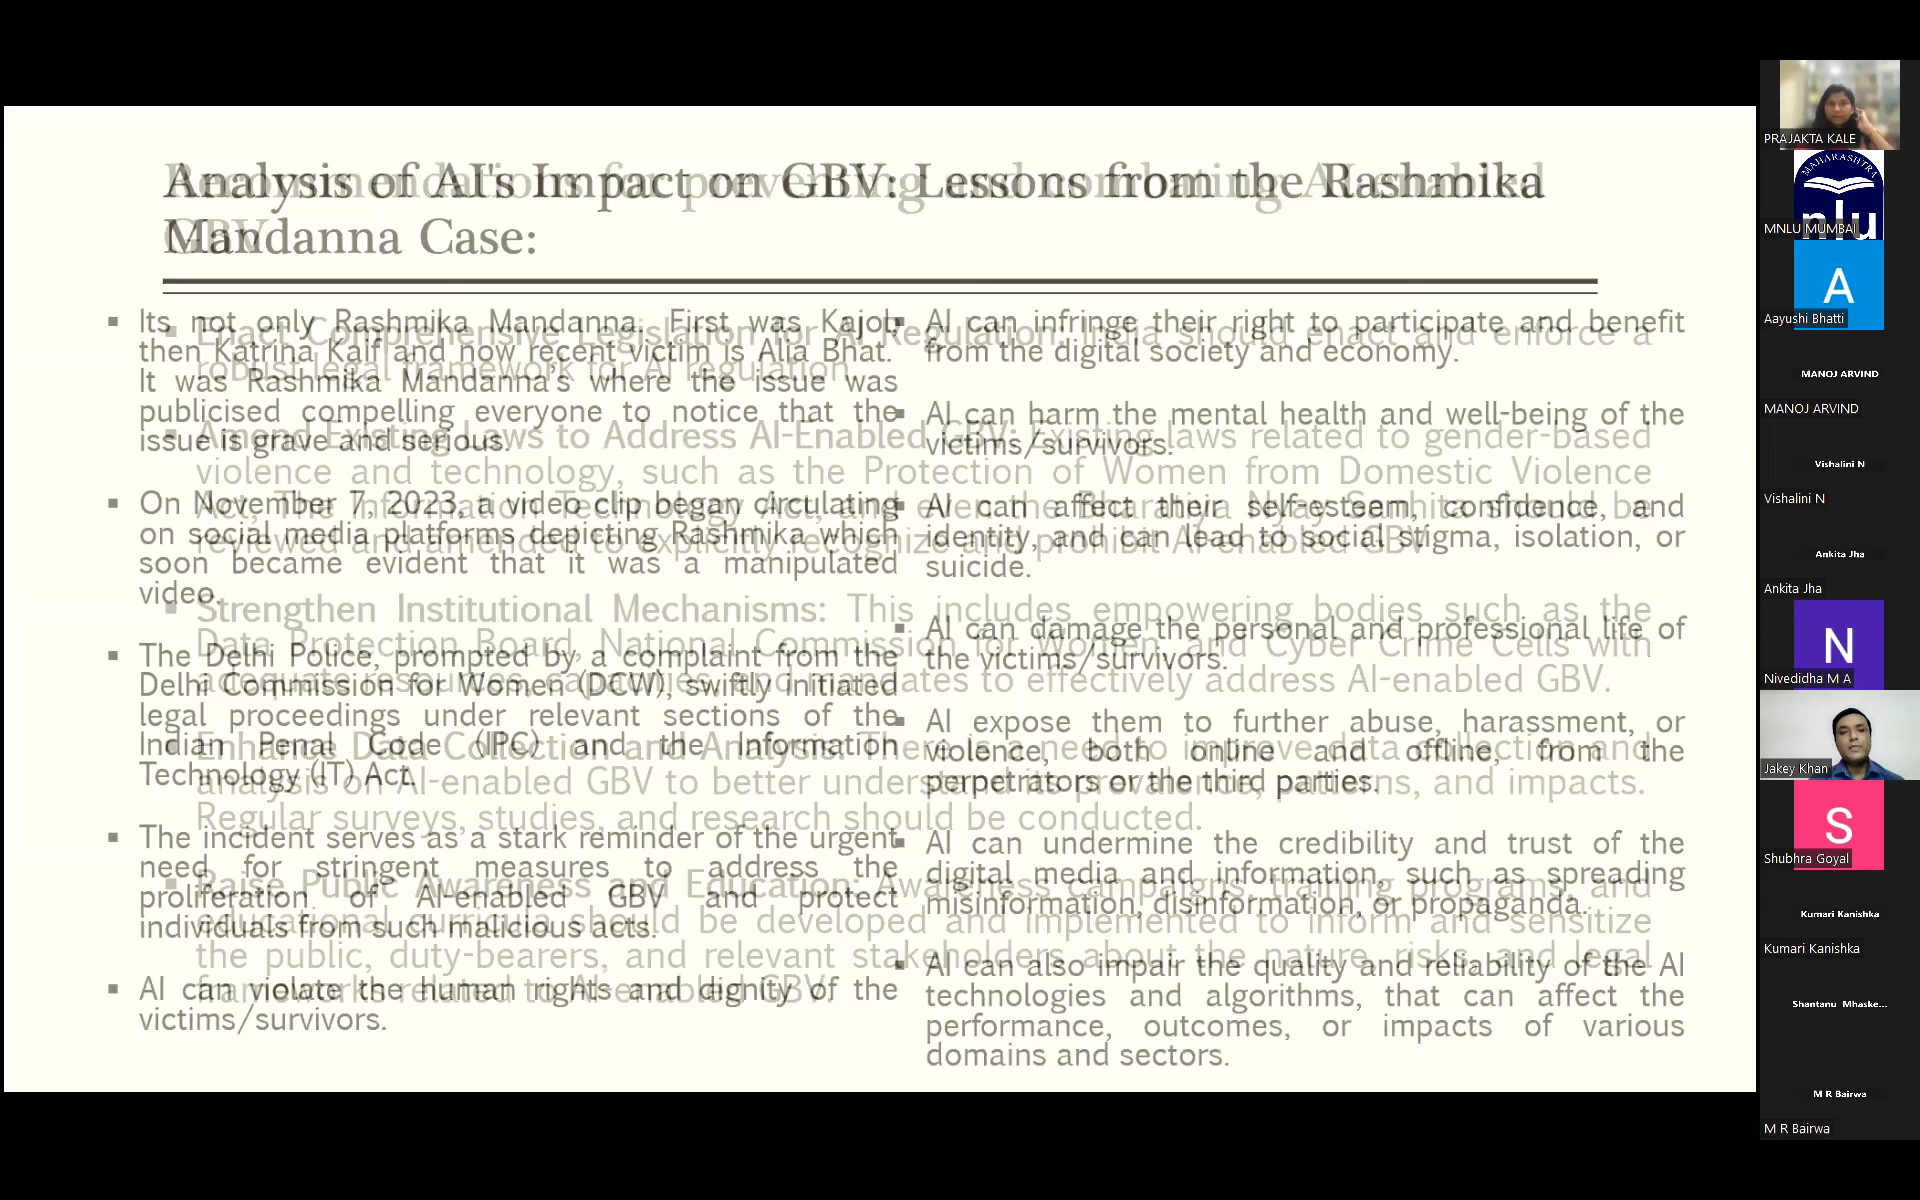 Analysis of AI's Impact on GBV: Lessons from the Rashmika
Mandanna Case:
Its not only Rashmika Mandanna. First was Kajol,
then Katrina Kaif and now recent victim is Alia Bhat.
It was Rashmika Mandanna's where the issue was
publicised compelling everyone to notice that the
issue is grave and serious.
On November 7, 2023, a video clip began circulating
on social media platforms depicting Rashmika which
soon became evident that it was a manipulated
video.
The Delhi Police, prompted by a complaint from the
Delhi Commission for Women (DCW), swiftly initiated
legal proceedings under relevant sections of the
Indian Penal Code (IPC) and the Information
Technology (IT) Act.
The incident serves as a stark reminder of the urgent
need for stringent measures to address the
proliferation of AI-enabled GBV and protect
individuals from such malicious acts.
AI can violate the human rights and dignity of the
victims/survivors.
AI can infringe their right to participate and benefit
from the digital society and economy.
AI can harm the mental health and well-being of the
victims/survivors.
AI can affect their self-esteem, confidence, and
identity, and can lead to social stigma, isolation, or
suicide.
AI can damage the personal and professional life of
the victims/survivors.
AI expose them to further abuse, harassment, or
violence, both online and offline, from the
perpetrators or the third parties.
AI can undermine the credibility and trust of the
digital media and information, such as spreading
misinformation, disinformation, or propaganda.
AI can also impair the quality and reliability of the AI
technologies and algorithms, that can affect the
performance, outcomes, or impacts of various
domains and sectors.
Enact Comprehensive Legislation for AI Regulation: India should enact and enforce a
robust legal framework for AI regulation
Amend Existing Laws to Address AI-Enabled GBV: Existing laws related to gender-based
violence and technology, such as the Protection of Women from Domestic Violence
Act, The Information Technology Act, and even the Bharatiya Nyay Samhita should be
reviewed and amended to explicitly recognize and prohibit AI-enabled GBV.
Strengthen Institutional Mechanisms: This includes empowering bodies such as the
Data Protection Board, National Commission for Women, and Cyber Crime Cells with
mandates to effectively address AI-enabled GBV.
Enhance Data Collection and Analysis: There is a need to improve data collection and
analysis on AI-enabled GBV to better understand its prevalence, patterns, and impacts.
Regular surveys, studies, and research should be conducted.
Raise Public Awareness and Education: Awareness campaigns, training programs, and
educational curricula should be developed and implemented to inform and sensitize
the public, duty-bearers, and relevant stakeholders about the nature, risks, and legal
frameworks related to AI-enabled GBV.
PRAJAKTA KALE
MAHARASHTRA
nlu
MNLU MUMBAI
A
Aayushi Bhatti
MANOJ ARVIND
MANOJ ARVIND
Vishalini N
Vishalini N
Ankita Jha
Ankita Jha
N
Nivedidha M A
Jakey Khan
S
Shubhra Goyal
Kumari Kanishka
Kumari Kanishka
Shantanu Mhaske...
M R Bairwa
M R Bairwa